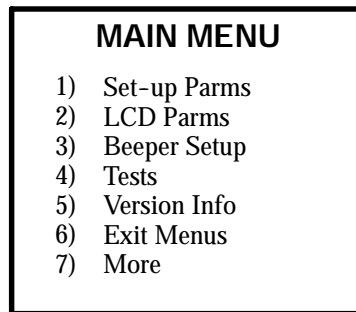 MAIN MENU
1) Set-up Parms
2) LCD Parms
3) Beeper Setup
4) Tests
5) Version Info
6) Exit Menus
7) More